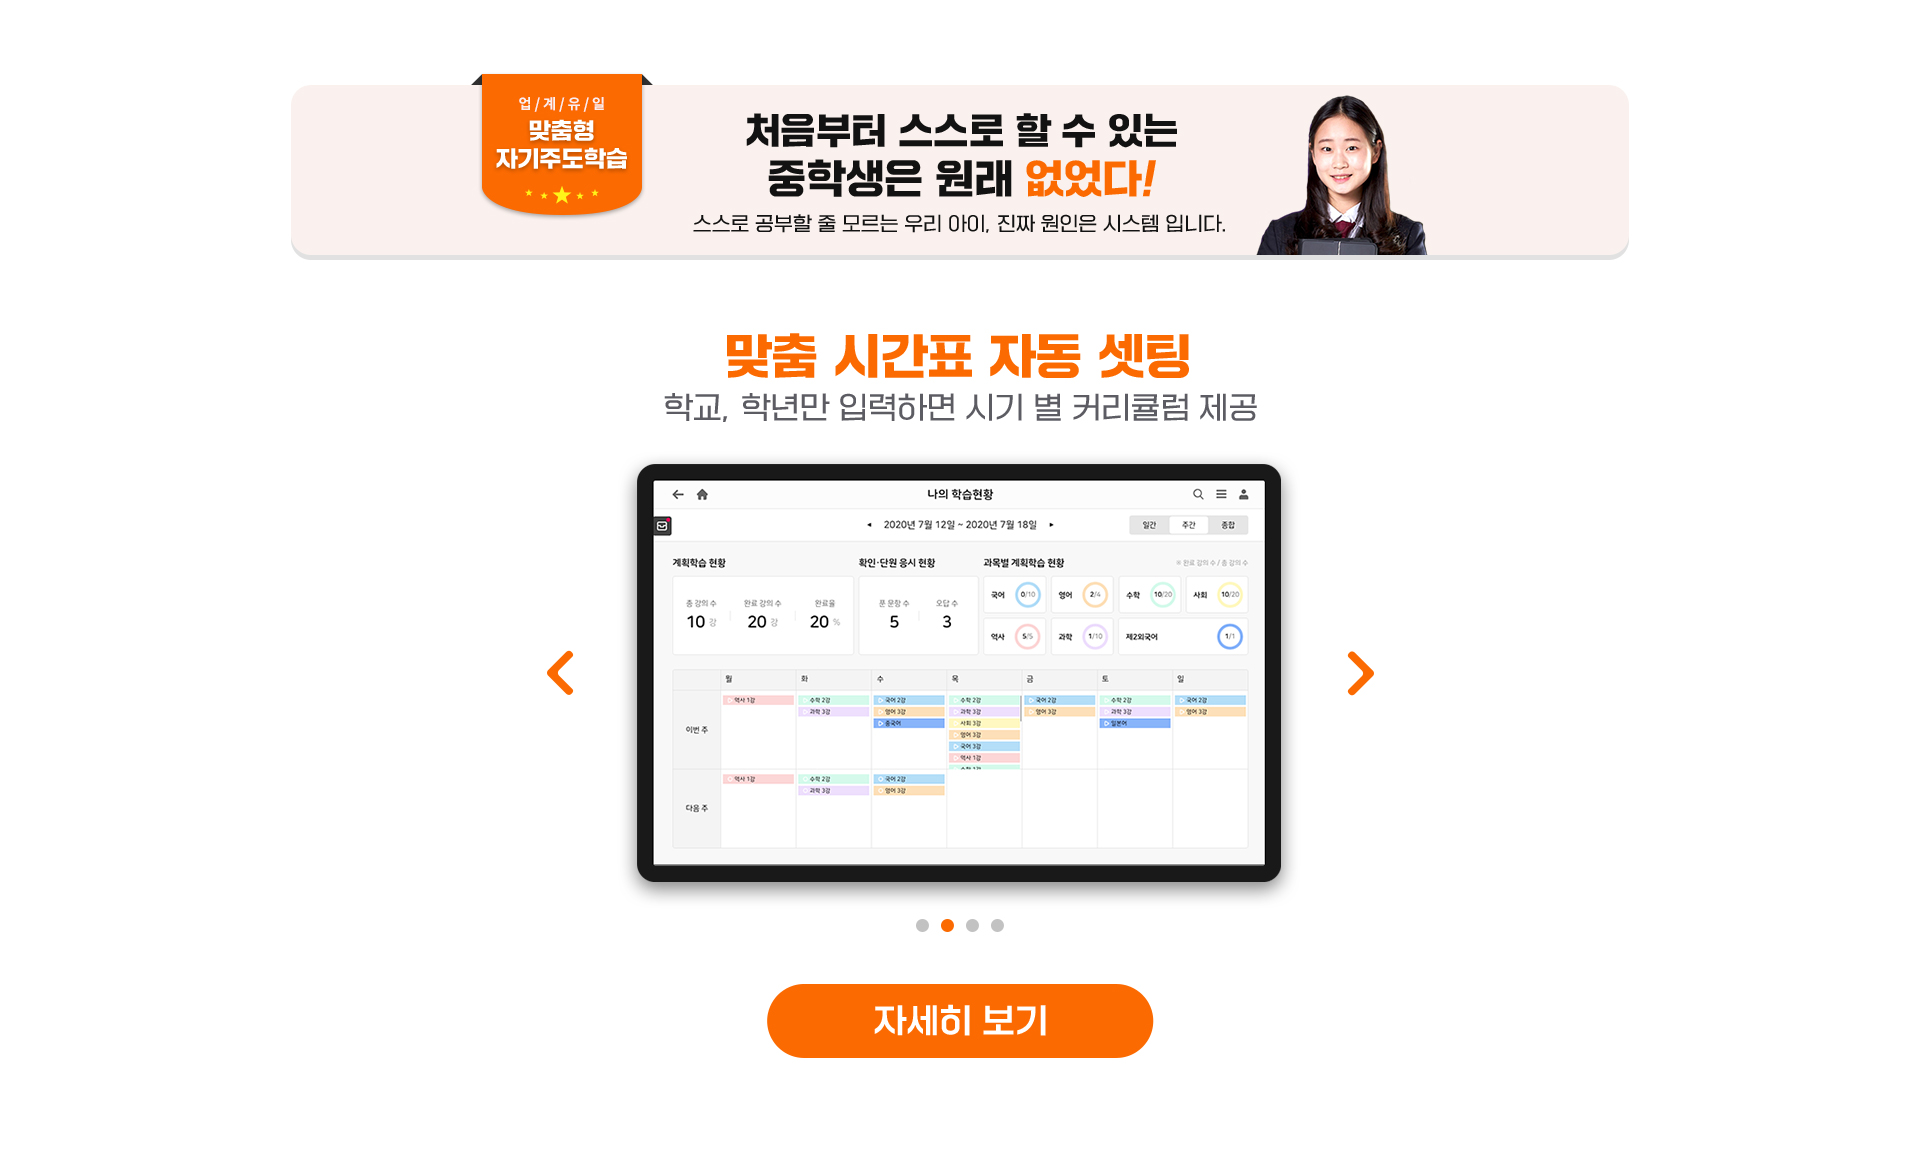 업/계/유/일
맞춤형
자기주도학습
처음부터 스스로 할 수 있는
중학생은 원래 없었다!
스스로 공부할 줄 모르는 우리 아이, 진짜 원인은 시스템 입니다.
맞춤 시간표 자동 셋팅
학교, 학년만 입력하면 시기 별 커리큘럼 제공
나의 학습현황
2020년 7월 12일 ~ 2020년 7월 18일
일간 주간 종합
계획학습 현황
총 강의 수 완료 강의 수 완료율
10 강 20 강 20 %
확인·단원 응시 현황
푼 문항 수 오답 수
5 3
과목별 계획학습 현황
※ 완료 강의 수 / 총 강의 수
국어 0/10 영어 2/4 수학 10/20 사회 10/20
역사 5/5 과학 1/10 제2외국어 1/1
월 화 수 목 금 토 일
이번 주
역사 1강
수학 2강
과학 3강
국어 2강
영어 3강
중국어
수학 2강
과학 3강
사회 3강
영어 3강
국어 3강
역사 1강
국어 2강
영어 3강
수학 2강
과학 3강
일본어
국어 2강
영어 3강
다음 주
역사 1강
수학 2강
과학 3강
국어 2강
영어 3강
자세히 보기